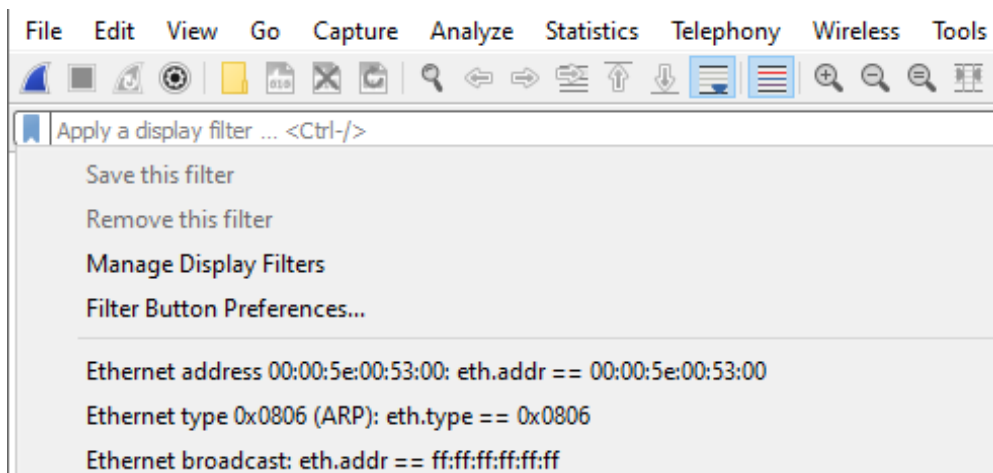 File Edit View Go Capture Analyze Statistics Telephony Wireless Tools
Apply a display filter ... <Ctrl-/>
Save this filter
Remove this filter
Manage Display Filters
Filter Button Preferences...
Ethernet address 00:00:5e:00:53:00: eth.addr == 00:00:5e:00:53:00
Ethernet type 0x0806 (ARP): eth.type == 0x0806
Ethernet broadcast: eth.addr == ff:ff:ff:ff:ff:ff